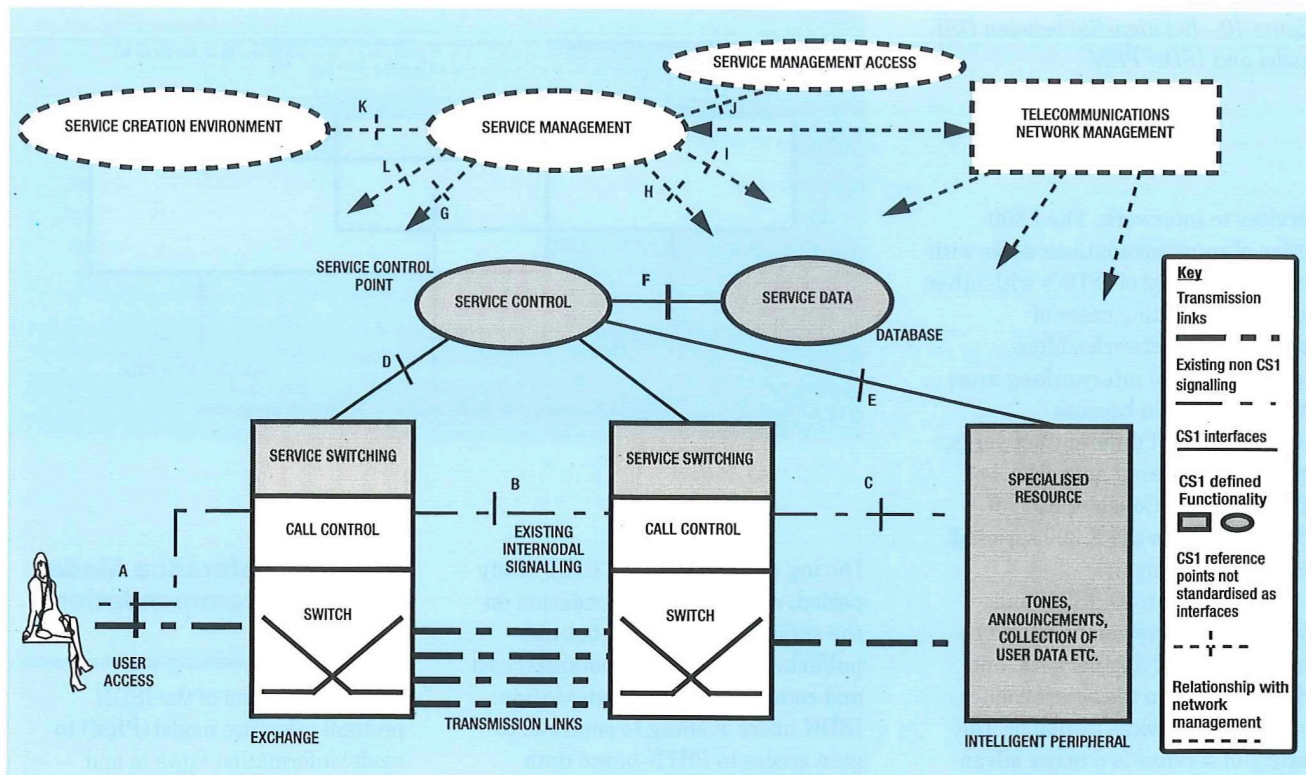 SERVICE MANAGEMENT ACCESS
K
J
SERVICE CREATION ENVIRONMENT
SERVICE MANAGEMENT
TELECOMMUNICATIONS
NETWORK MANAGEMENT
L
I
G
H
SERVICE CONTROL
POINT
SERVICE CONTROL
F
SERVICE DATA
DATABASE
D
E
SERVICE SWITCHING
CALL CONTROL
SWITCH
EXCHANGE
B
EXISTING
INTERNODAL
SIGNALLING
TRANSMISSION LINKS
SERVICE SWITCHING
CALL CONTROL
SWITCH
C
SPECIALISED
RESOURCE
TONES,
ANNOUNCEMENTS,
COLLECTION OF
USER DATA ETC.
INTELLIGENT PERIPHERAL
A
USER
ACCESS
Key
Transmission
links
Existing non CS1
signalling
CS1 interfaces
CS1 defined
Functionality
CS1 reference
points not
standardised as
interfaces
Relationship with
network
management